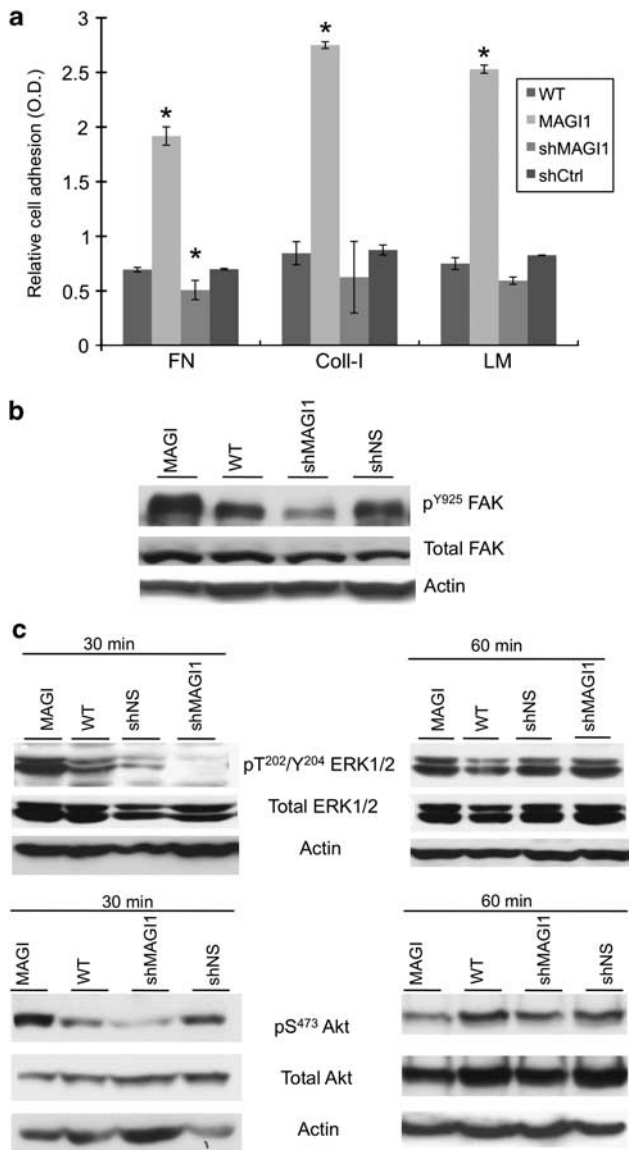 a
3
2.5
2
1.5
1
0.5
0
Relative cell adhesion (O.D.)
*
*
*
*
WT
MAGI1
shMAGI1
shCtrl
FN Coll-I LM
b
MAGI WT shMAGI1 shNS
pY925 FAK
Total FAK
Actin
c
30 min 60 min
MAGI WT shNS shMAGI1 MAGI WT shNS shMAGI1
pT202/Y204 ERK1/2
Total ERK1/2
Actin
30 min 60 min
MAGI WT shMAGI1 shNS MAGI WT shMAGI1 shNS
pS473 Akt
Total Akt
Actin